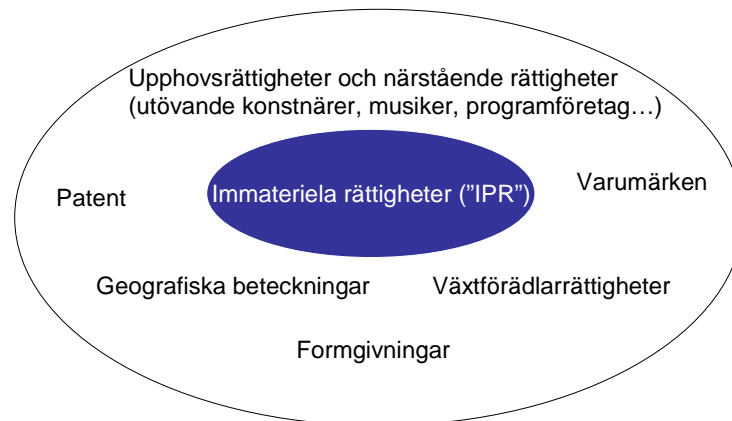 Upphovsrättigheter och närstående rättigheter
(utövande konstnärer, musiker, programföretag…)
Immateriela rättigheter (”IPR”)
Varumärken
Patent
Geografiska beteckningar
Växtförädlarrättigheter
Formgivningar